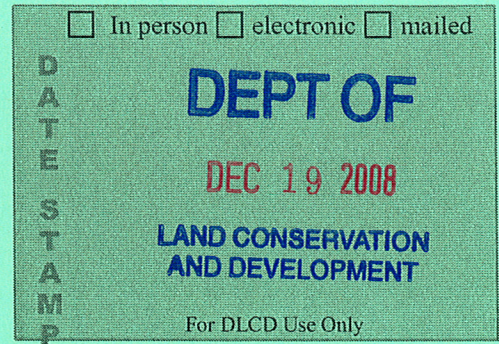 ☐ In person ☐ electronic ☐ mailed
DATE STAMP
DEPT OF
DEC 19 2008
LAND CONSERVATION
AND DEVELOPMENT
For DLCD Use Only